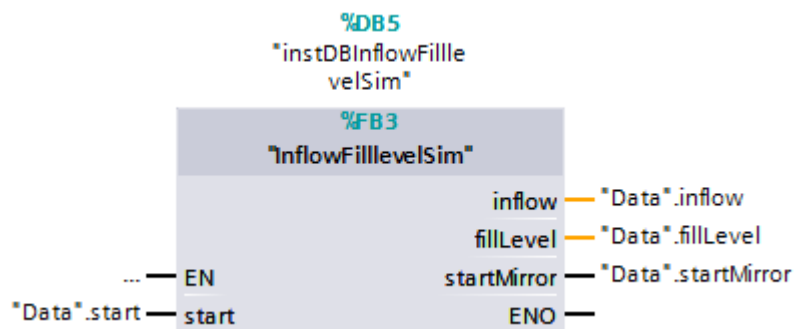 %DB5
"instDBInflowFillle
velSim"
%FB3
"InflowFilllevelSim"
inflow "Data".inflow
fillLevel "Data".fillLevel
... EN startMirror "Data".startMirror
"Data".start start ENO